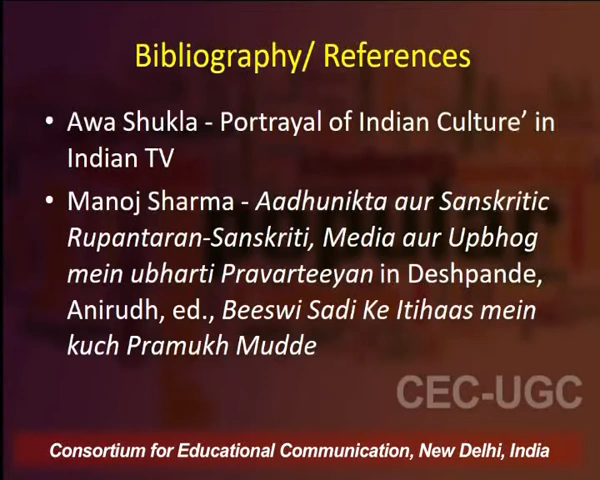 Bibliography/ References
• Awa Shukla - Portrayal of Indian Culture’ in
Indian TV
• Manoj Sharma - Aadhunikta aur Sanskritic
Rupantaran-Sanskriti, Media aur Upbhog
mein ubharti Pravarteeyan in Deshpande,
Anirudh, ed., Beeswi Sadi Ke Itihaas mein
kuch Pramukh Mudde
CEC-UGC
Consortium for Educational Communication, New Delhi, India